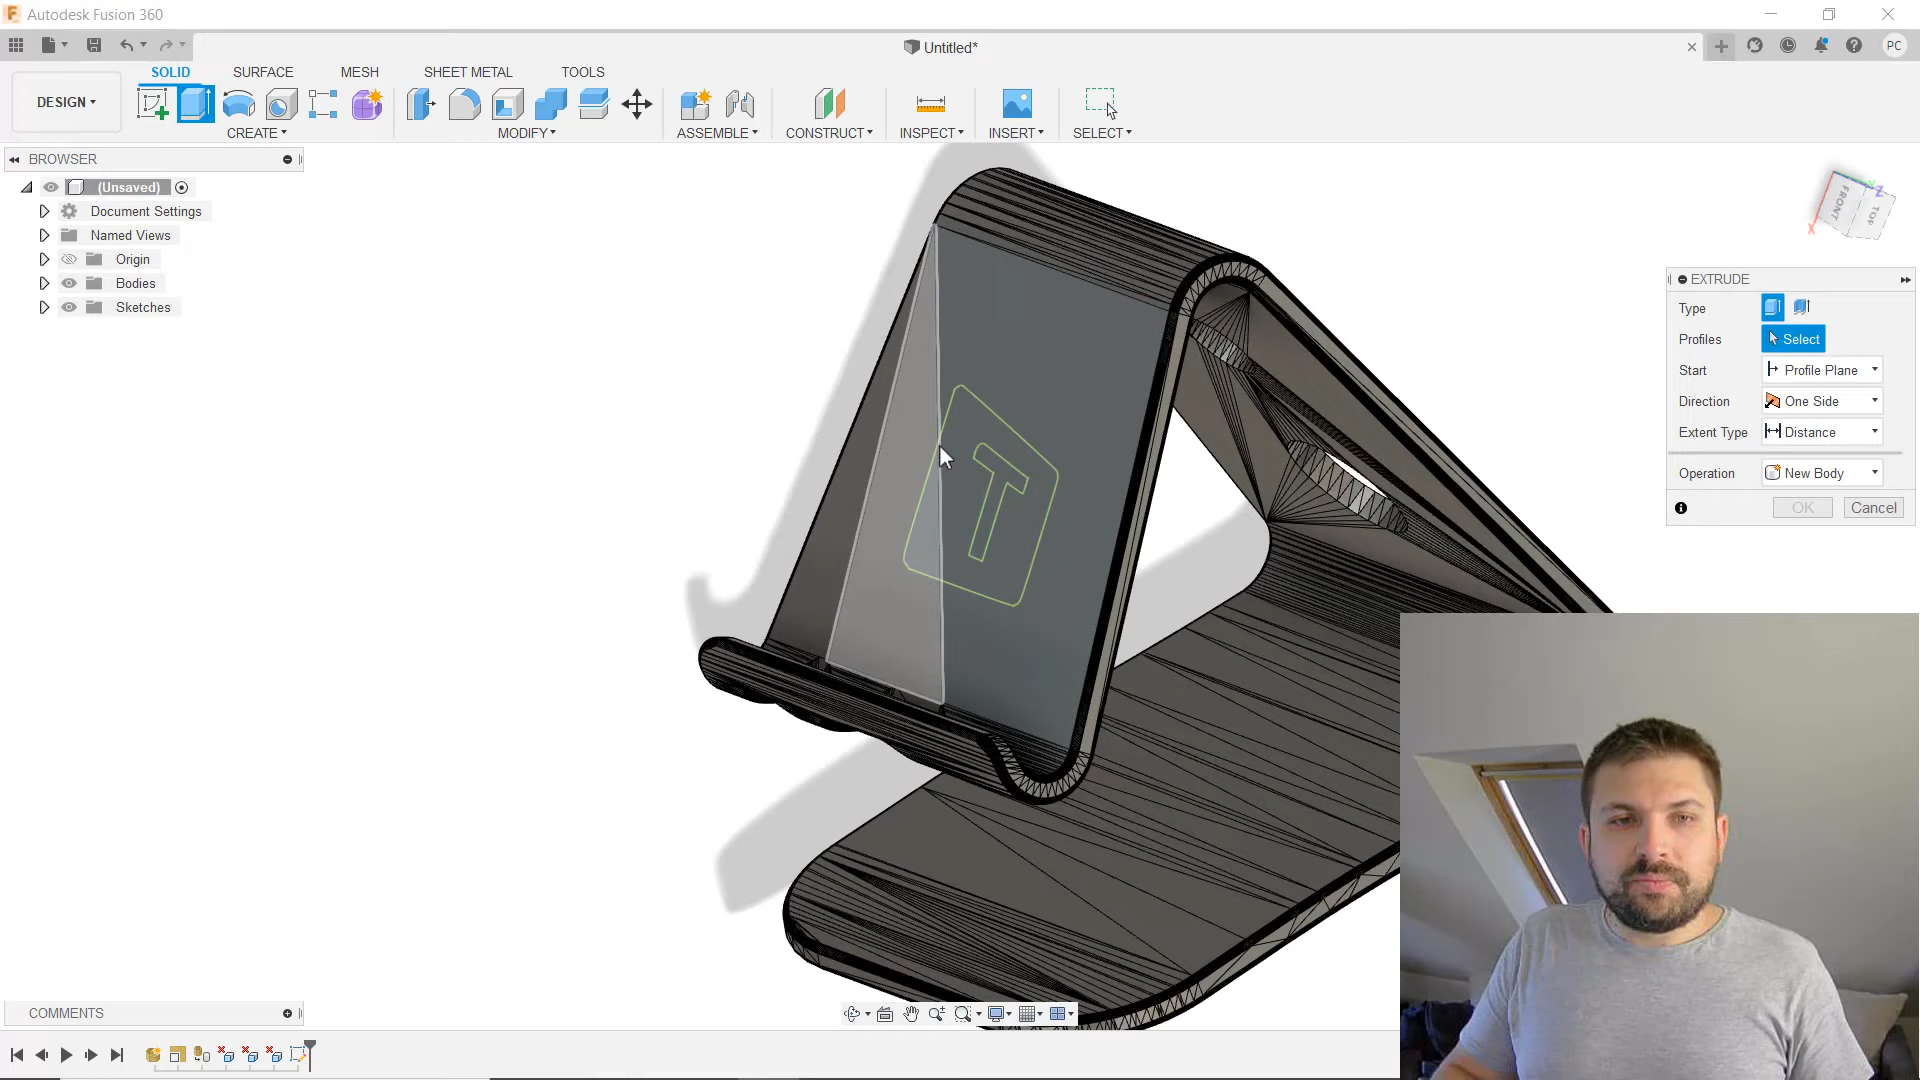 Autodesk Fusion 360
Untitled*
PC
DESIGN
SOLID
SURFACE
MESH
SHEET METAL
TOOLS
CREATE
MODIFY
ASSEMBLE
CONSTRUCT
INSPECT
INSERT
SELECT
BROWSER
(Unsaved)
Document Settings
Named Views
Origin
Bodies
Sketches
FRONT
TOP
X
Z
T
EXTRUDE
Type
Profiles
Select
Start
Profile Plane
Direction
One Side
Extent Type
Distance
Operation
New Body
OK
Cancel
COMMENTS